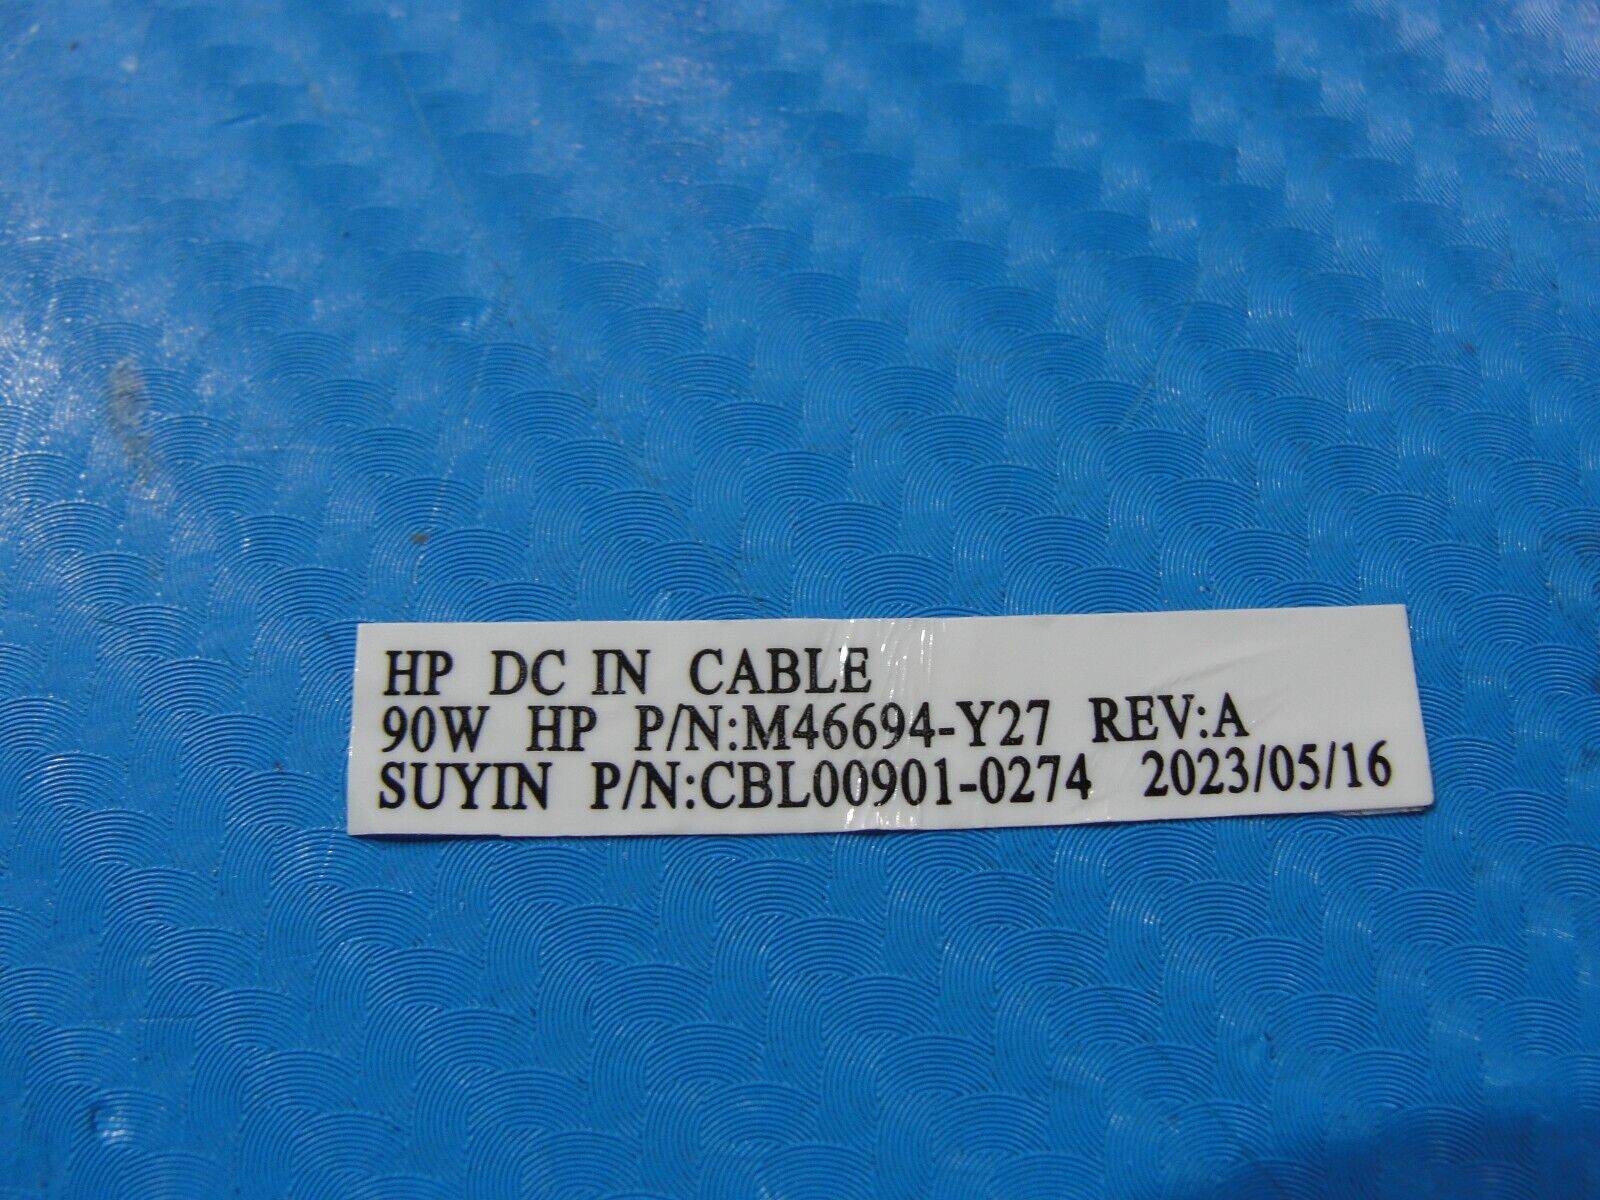 HP DC IN CABLE
90W HP P/N:M46694-Y27 REV:A
SUYIN P/N:CBL00901-0274 2023/05/16